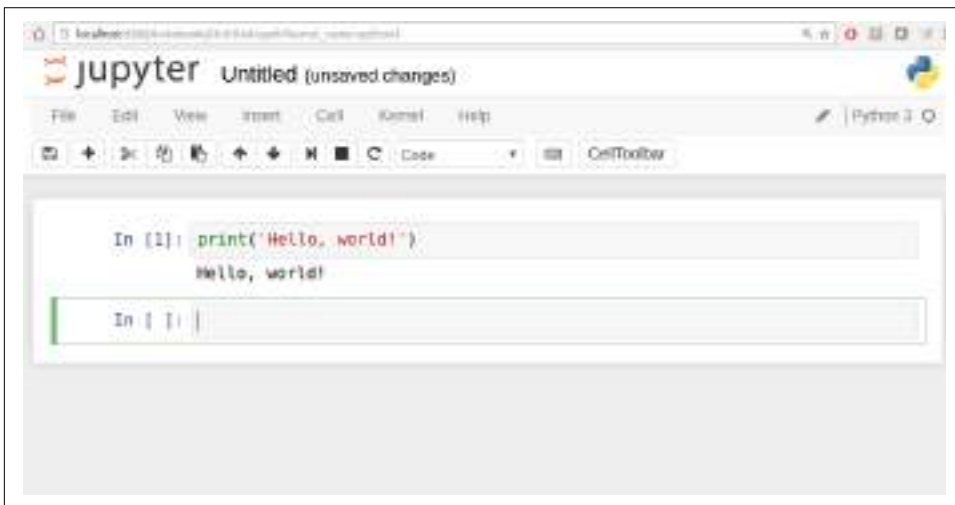 localhost
jupyter Untitled (unsaved changes)
File Edit View Insert Cell Kernel Help Python 3
Code CellToolbar
In [1]: print('Hello, world!')
Hello, world!
In [ ]: